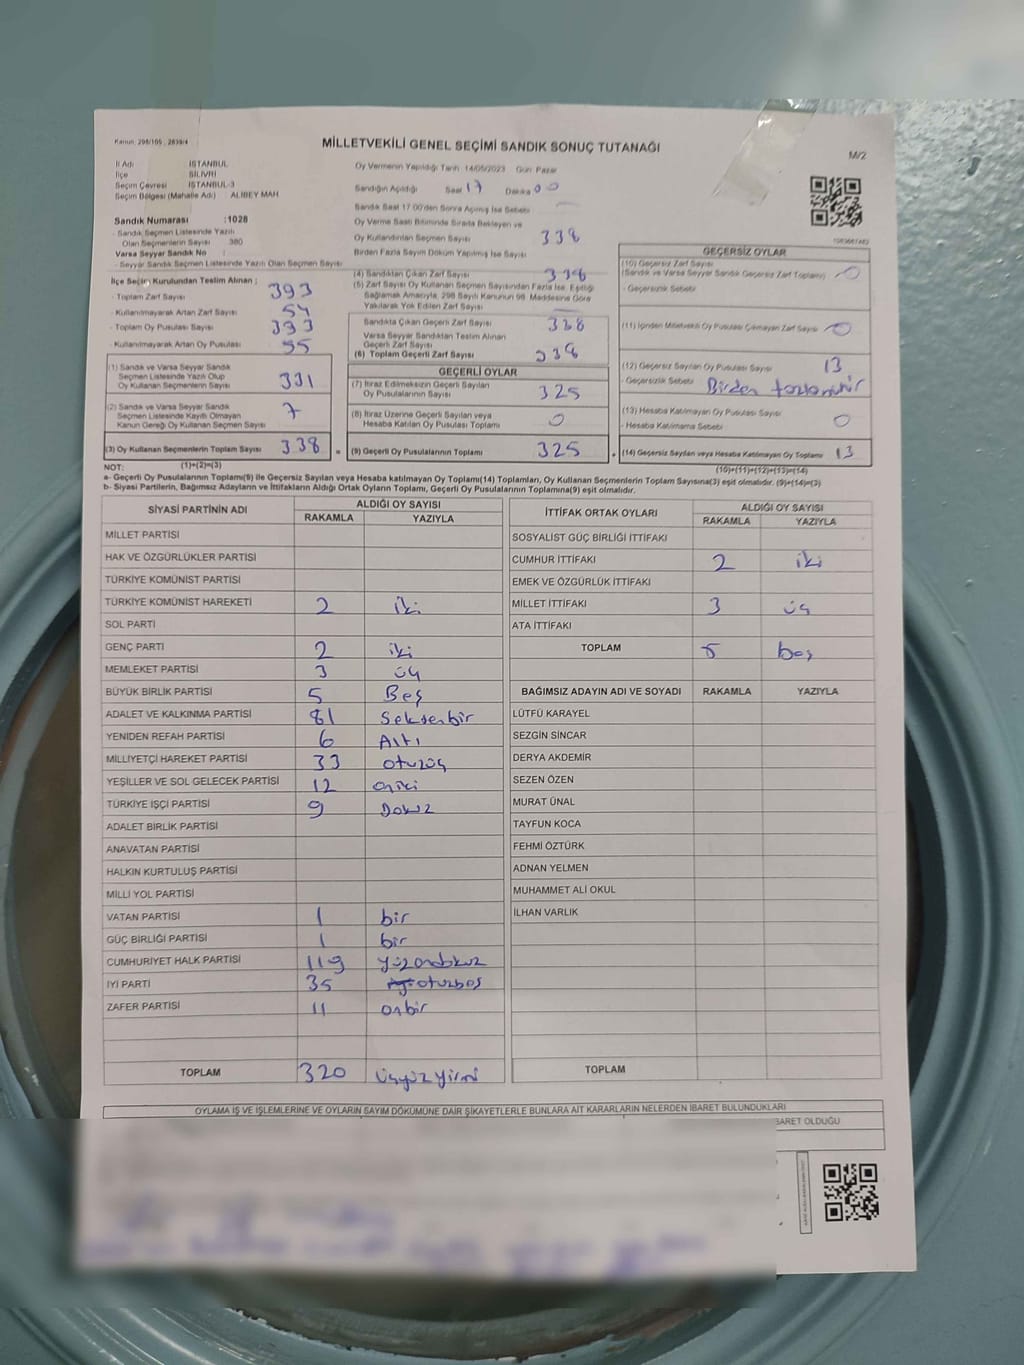 Kanun: 298/105 , 2839/4
MİLLETVEKİLİ GENEL SEÇİMİ SANDIK SONUÇ TUTANAĞI
M/2
İl Adı : İSTANBUL
İlçe SİLİVRİ
Seçim Çevresi İSTANBUL-3
Seçim Bölgesi (Mahalle Adı) ALİBEY MAH.
Sandık Numarası :1028
- Sandık Seçmen Listesinde Yazılı
Olan Seçmenlerin Sayısı 380
Varsa Seyyar Sandık No :
- Seyyar Sandık Seçmen Listesinde Yazılı Olan Seçmen Sayısı:
İlçe Seçim Kurulundan Teslim Alınan ;
- Toplam Zarf Sayısı 393
- Kullanılmayarak Artan Zarf Sayısı 54
- Toplam Oy Pusulası Sayısı 393
- Kullanılmayarak Artan Oy Pusulası 55
(1) Sandık ve Varsa Seyyar Sandık
Seçmen Listesinde Yazılı Olup
Oy Kullanan Seçmenlerin Sayısı 331
(2) Sandık ve Varsa Seyyar Sandık
Seçmen Listesinde Kayıtlı Olmayan
Kanun Gereği Oy Kullanan Seçmen Sayısı 7
(3) Oy Kullanan Seçmenlerin Toplam Sayısı 338
(1)+(2)=(3)
Oy Vermenin Yapıldığı Tarih: 14/05/2023 Gün: Pazar
Sandığın Açıldığı Saat 17 Dakika 00
Sandık Saat 17.00'den Sonra Açılmış İse Sebebi
Oy Verme Saati Bitiminde Sırada Bekleyen ve
Oy Kullandırılan Seçmen Sayısı 338
Birden Fazla Sayım Döküm Yapılmış İse Sayısı
(4) Sandıktan Çıkan Zarf Sayısı 338
(5) Zarf Sayısı Oy Kullanan Seçmen Sayısından Fazla İse, Eşitliği
Sağlamak Amacıyla, 298 Sayılı Kanunun 98. Maddesine Göre
Yakılarak Yok Edilen Zarf Sayısı
Sandıkta Çıkan Geçerli Zarf Sayısı 338
Varsa Seyyar Sandıktan Teslim Alınan
Geçerli Zarf Sayısı
(6) Toplam Geçerli Zarf Sayısı 338
GEÇERLİ OYLAR
(7) İtiraz Edilmeksizin Geçerli Sayılan
Oy Pusulalarının Sayısı 325
(8) İtiraz Üzerine Geçerli Sayılan veya
Hesaba Katılan Oy Pusulası Toplamı 0
= (9) Geçerli Oy Pusulalarının Toplamı 325
GEÇERSİZ OYLAR
(10) Geçersiz Zarf Sayısı
(Sandık ve Varsa Seyyar Sandık Geçersiz Zarf Toplamı) 0
- Geçersizlik Sebebi
(11) İçinden Milletvekili Oy Pusulası Çıkmayan Zarf Sayısı 0
(12) Geçersiz Sayılan Oy Pusulası Sayısı 13
- Geçersizlik Sebebi Birden
(13) Hesaba Katılmayan Oy Pusulası Sayısı 0
- Hesaba Katılmama Sebebi
+ (14) Geçersiz Sayılan veya Hesaba Katılmayan Oy Toplamı 13
(10)+(11)+(12)+(13)=(14)
NOT:
a- Geçerli Oy Pusulalarının Toplamı(9) ile Geçersiz Sayılan veya Hesaba katılmayan Oy Toplamı(14) Toplamları, Oy Kullanan Seçmenlerin Toplam Sayısına(3) eşit olmalıdır. (9)+(14)=(3)
b- Siyasi Partilerin, Bağımsız Adayların ve İttifakların Aldığı Ortak Oyların Toplamı, Geçerli Oy Pusulalarının Toplamına(9) eşit olmalıdır.
SİYASİ PARTİNİN ADI ALDIĞI OY SAYISI
RAKAMLA YAZIYLA
MİLLET PARTİSİ
HAK VE ÖZGÜRLÜKLER PARTİSİ
TÜRKİYE KOMÜNİST PARTİSİ
TÜRKİYE KOMÜNİST HAREKETİ 2 iki
SOL PARTİ
GENÇ PARTİ 2 iki
MEMLEKET PARTİSİ 3 üç
BÜYÜK BİRLİK PARTİSİ 5 Beş
ADALET VE KALKINMA PARTİSİ 81 Seksenbir
YENİDEN REFAH PARTİSİ 6 Altı
MİLLİYETÇİ HAREKET PARTİSİ 33 otuzüç
YEŞİLLER VE SOL GELECEK PARTİSİ 12 oniki
TÜRKİYE İŞÇİ PARTİSİ 9 Dokuz
ADALET BİRLİK PARTİSİ
ANAVATAN PARTİSİ
HALKIN KURTULUŞ PARTİSİ
MİLLİ YOL PARTİSİ
VATAN PARTİSİ 1 bir
GÜÇ BİRLİĞİ PARTİSİ 1 bir
CUMHURİYET HALK PARTİSİ 119 yüzondokuz
İYİ PARTİ 35 otuzbeş
ZAFER PARTİSİ 11 onbir
TOPLAM 320 üçyüz yirmi
İTTİFAK ORTAK OYLARI ALDIĞI OY SAYISI
RAKAMLA YAZIYLA
SOSYALİST GÜÇ BİRLİĞİ İTTİFAKI
CUMHUR İTTİFAKI 2 iki
EMEK VE ÖZGÜRLÜK İTTİFAKI
MİLLET İTTİFAKI 3 üç
ATA İTTİFAKI
TOPLAM 5 beş
BAĞIMSIZ ADAYIN ADI VE SOYADI RAKAMLA YAZIYLA
LÜTFÜ KARAYEL
SEZGİN SİNCAR
DERYA AKDEMİR
SEZEN ÖZEN
MURAT ÜNAL
TAYFUN KOCA
FEHMİ ÖZTÜRK
ADNAN YELMEN
MUHAMMET ALİ OKUL
İLHAN VARLIK
TOPLAM
OYLAMA İŞ VE İŞLEMLERİNE VE OYLARIN SAYIM DÖKÜMÜNE DAİR ŞİKAYETLERLE BUNLARA AİT KARARLARIN NELERDEN İBARET BULUNDUKLARI
BARET OLDUĞU